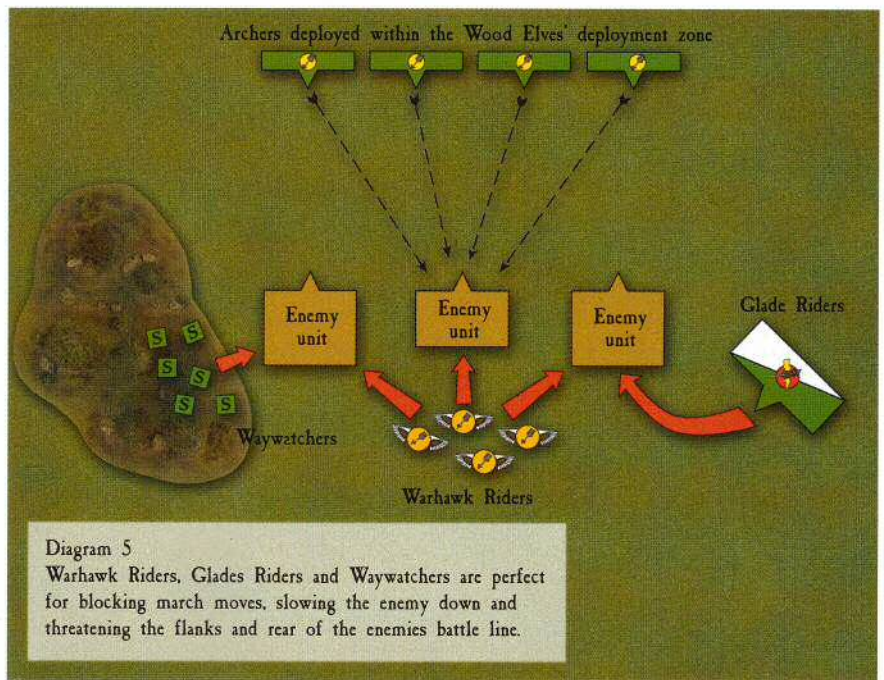 Archers deployed within the Wood Elves' deployment zone
Enemy
unit
Enemy
unit
Enemy
unit
Glade Riders
S
S
S
S
S
S
Waywatchers
Warhawk Riders
Diagram 5
Warhawk Riders, Glades Riders and Waywatchers are perfect
for blocking march moves, slowing the enemy down and
threatening the flanks and rear of the enemies battle line.